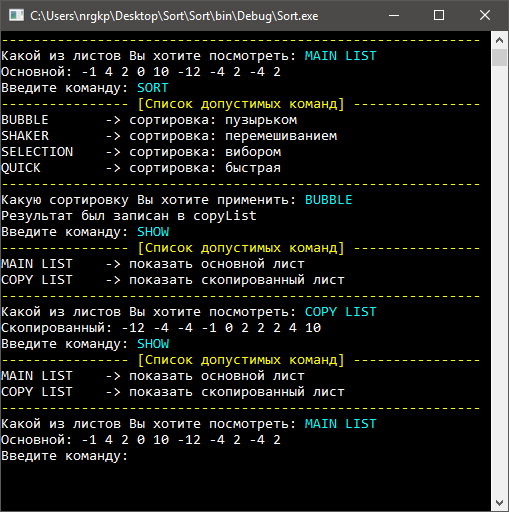 C:\Users\nrgkp\Desktop\Sort\Sort\bin\Debug\Sort.exe
------------------------------------------------------------
Какой из листов Вы хотите посмотреть: MAIN LIST
Основной: -1 4 2 0 10 -12 -4 2 -4 2
Введите команду: SORT
---------------- [Список допустимых команд] ----------------
BUBBLE       -> сортировка: пузырьком
SHAKER       -> сортировка: перемешиванием
SELECTION    -> сортировка: вибором
QUICK        -> сортировка: быстрая
------------------------------------------------------------
Какую сортировку Вы хотите применить: BUBBLE
Результат был записан в copyList
Введите команду: SHOW
---------------- [Список допустимых команд] ----------------
MAIN LIST    -> показать основной лист
COPY LIST    -> показать скопированный лист
------------------------------------------------------------
Какой из листов Вы хотите посмотреть: COPY LIST
Скопированный: -12 -4 -4 -1 0 2 2 2 4 10
Введите команду: SHOW
---------------- [Список допустимых команд] ----------------
MAIN LIST    -> показать основной лист
COPY LIST    -> показать скопированный лист
------------------------------------------------------------
Какой из листов Вы хотите посмотреть: MAIN LIST
Основной: -1 4 2 0 10 -12 -4 2 -4 2
Введите команду: